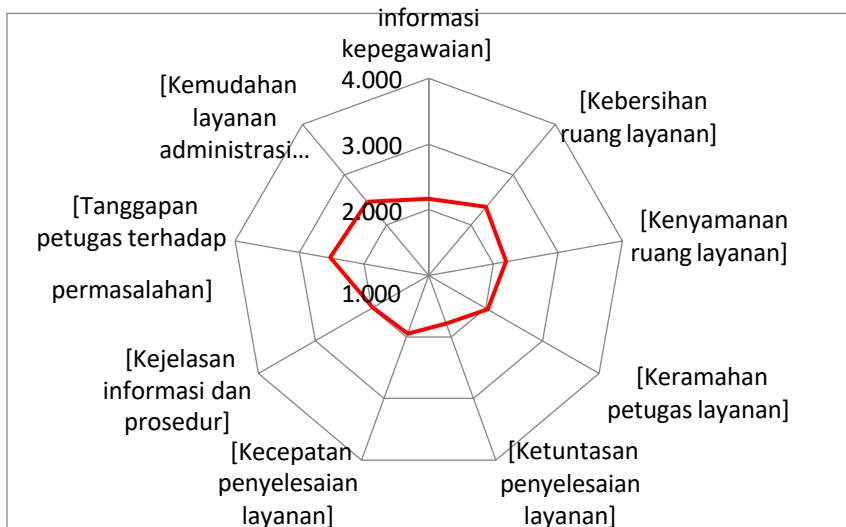 informasi
kepegawaian]
4.000
3.000
2.000
1.000
[Kebersihan
ruang layanan]
[Kenyamanan
ruang layanan]
[Keramahan
petugas layanan]
[Ketuntasan
penyelesaian
layanan]
[Kecepatan
penyelesaian
layanan]
[Kejelasan
informasi dan
prosedur]
[Tanggapan
petugas terhadap
permasalahan]
[Kemudahan
layanan
administrasi...